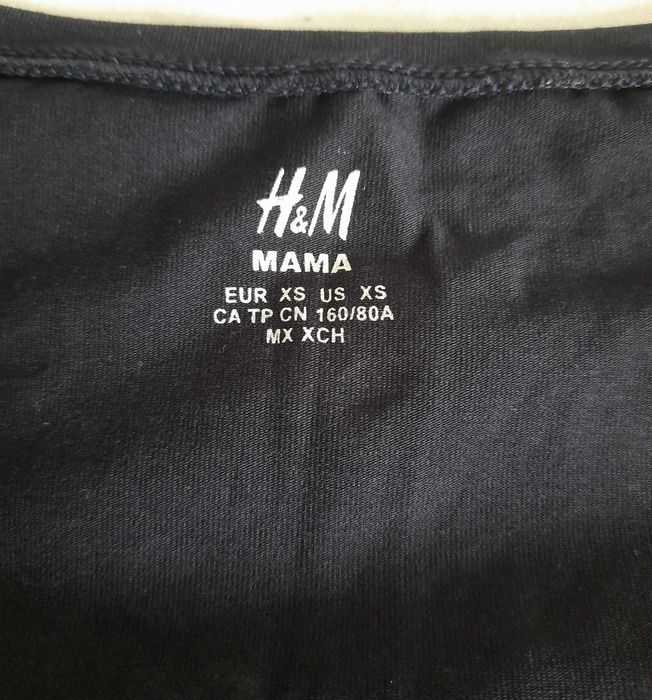 H&M
MAMA
EUR XS US XS
CA TP CN 160/80A
MX XCH